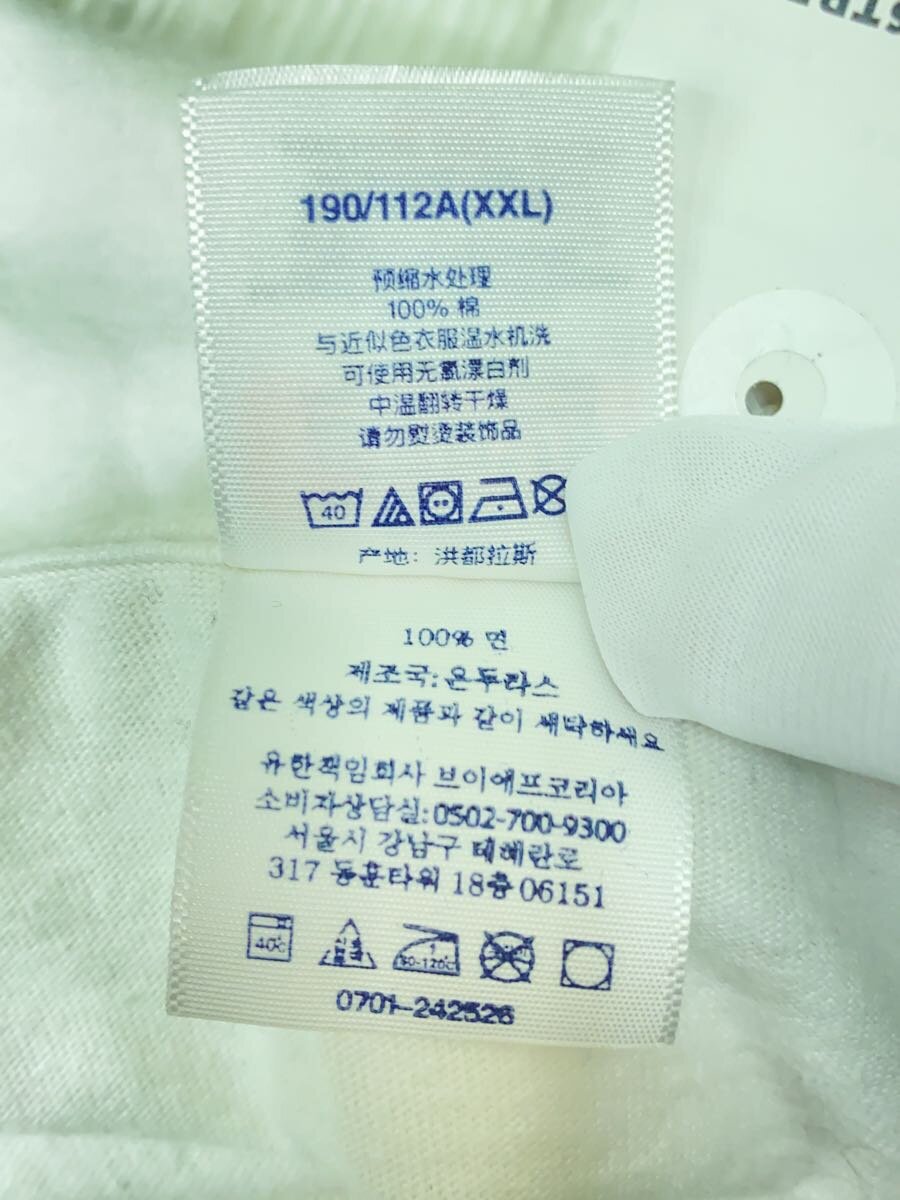 STRE
190/112A(XXL)
预缩水处理
100% 棉
与近似色衣服温水机洗
可使用无氯漂白剂
中温翻转干燥
请勿熨烫装饰品
40
产地: 洪都拉斯
100% 면
제조국: 온두라스
같은 색상의 제품과 같이 세탁하세요
유한책임회사 브이에프코리아
소비자상담실:0502-700-9300
서울시 강남구 테헤란로
317 동훈타워 18층 06151
40℃
1
80-120℃
0701-242526